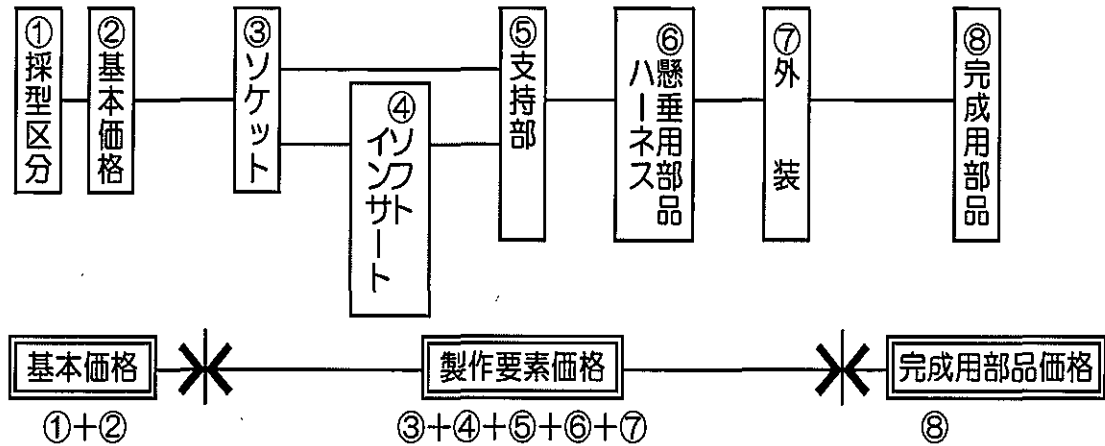 ①採型区分
②基本価格
③ソケット
④ソフト
インサート
⑤支持部
⑥懸垂用部品
ハーネス
⑦外装
⑧完成用部品
基本価格
製作要素価格
完成用部品価格
①+②
③+④+⑤+⑥+⑦
⑧